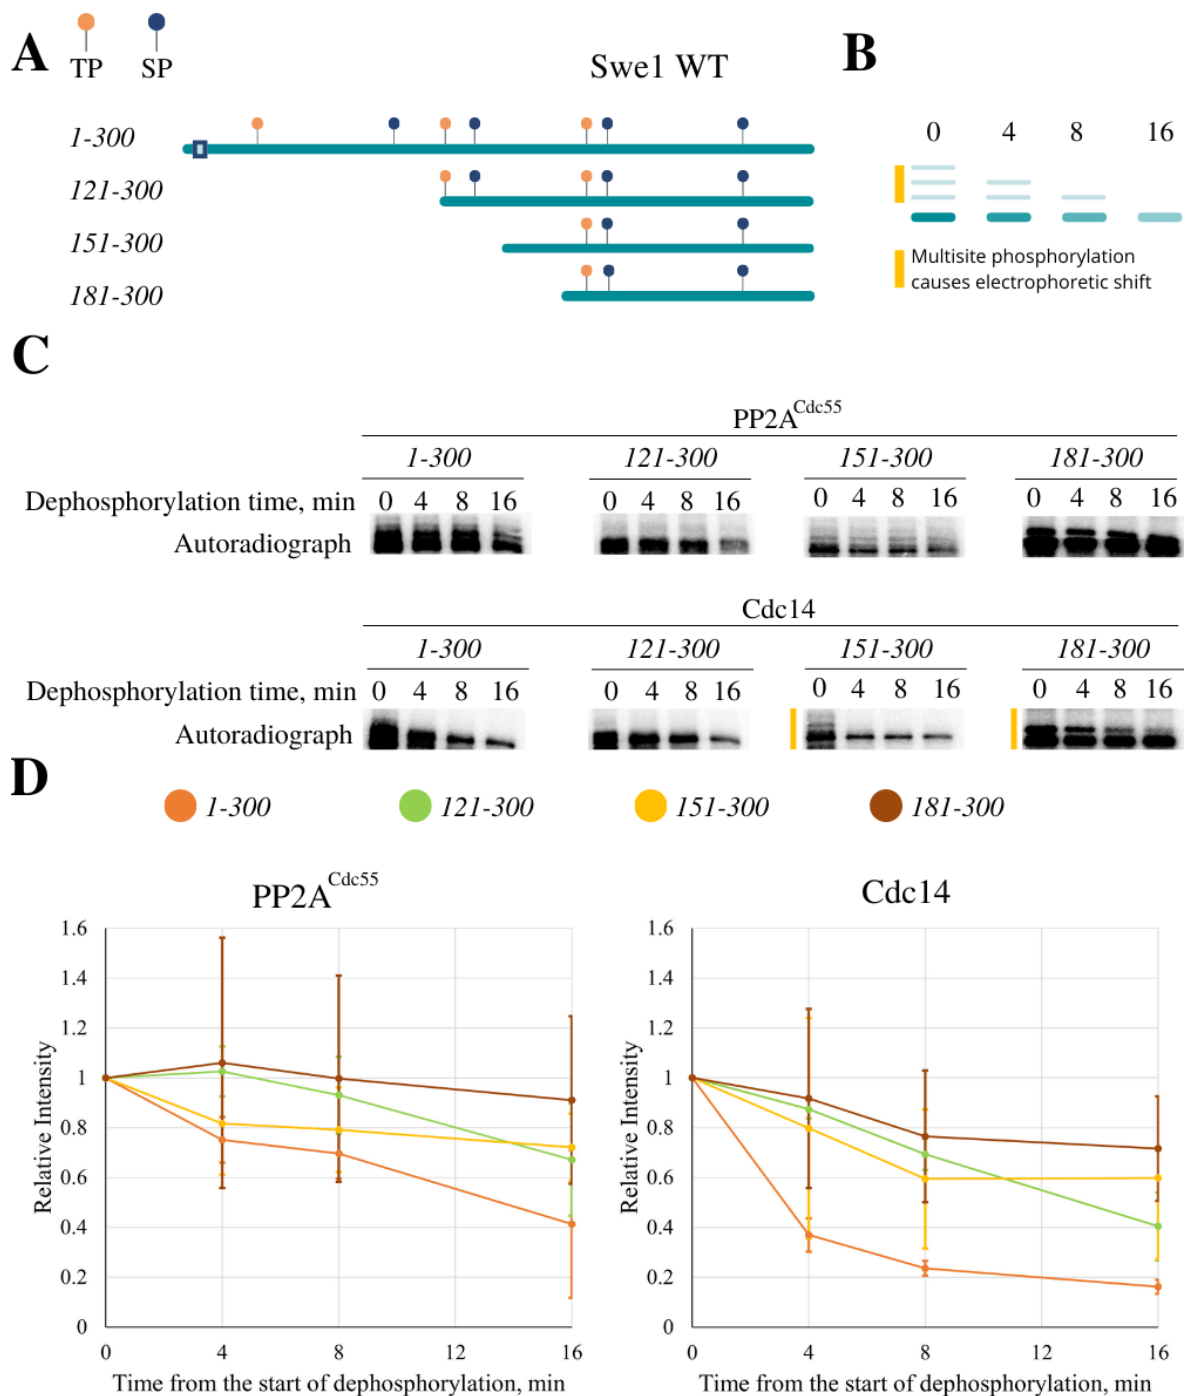 A
TP SP
Swe1 WT
1-300
121-300
151-300
181-300
B
0 4 8 16
Multisite phosphorylation
causes electrophoretic shift
C
PP2A^Cdc55
1-300 121-300 151-300 181-300
Dephosphorylation time, min 0 4 8 16 0 4 8 16 0 4 8 16 0 4 8 16
Autoradiograph
Cdc14
1-300 121-300 151-300 181-300
Dephosphorylation time, min 0 4 8 16 0 4 8 16 0 4 8 16 0 4 8 16
Autoradiograph
D
1-300 121-300 151-300 181-300
PP2A^Cdc55
Relative Intensity
1.6
1.4
1.2
1
0.8
0.6
0.4
0.2
0
0 4 8 12 16
Time from the start of dephosphorylation, min
Cdc14
Relative Intensity
1.6
1.4
1.2
1
0.8
0.6
0.4
0.2
0
0 4 8 12 16
Time from the start of dephosphorylation, min